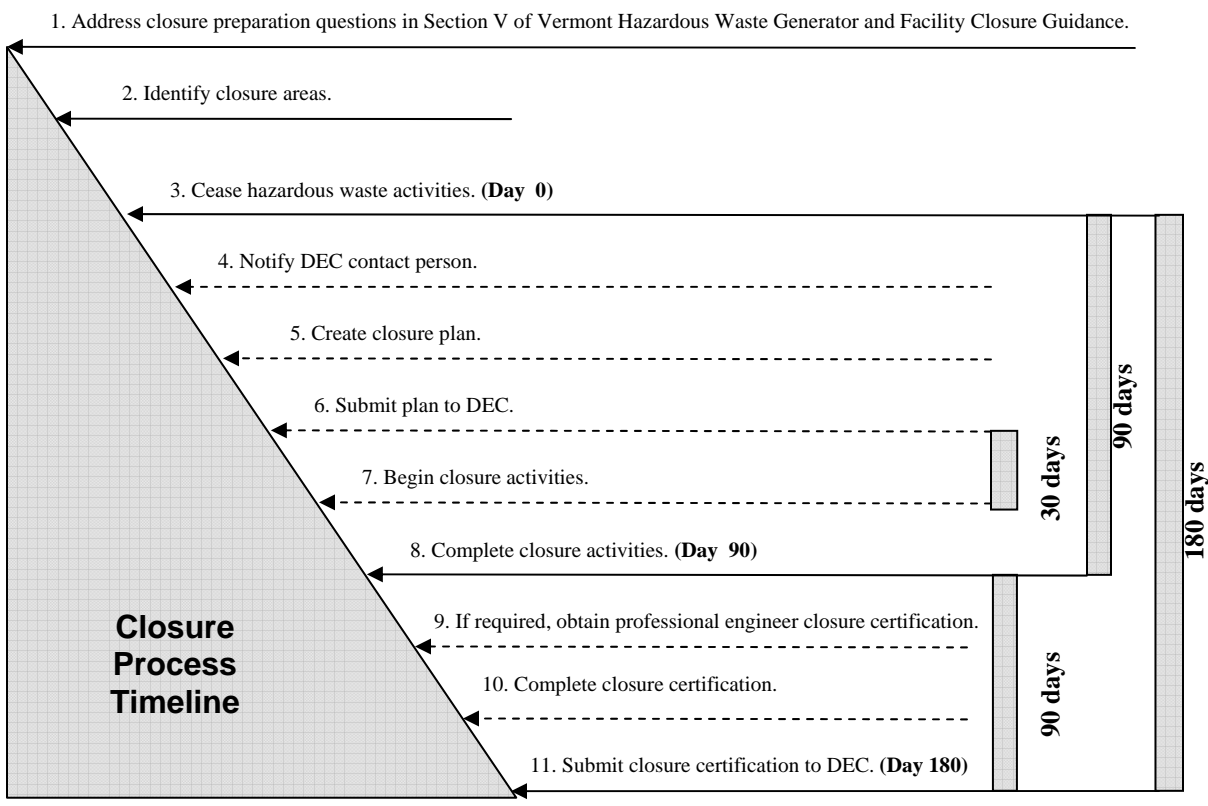 1. Address closure preparation questions in Section V of Vermont Hazardous Waste Generator and Facility Closure Guidance.
2. Identify closure areas.
3. Cease hazardous waste activities. (Day 0)
4. Notify DEC contact person.
5. Create closure plan.
6. Submit plan to DEC.
7. Begin closure activities.
30 days
90 days
180 days
8. Complete closure activities. (Day 90)
9. If required, obtain professional engineer closure certification.
10. Complete closure certification.
90 days
11. Submit closure certification to DEC. (Day 180)
Closure
Process
Timeline